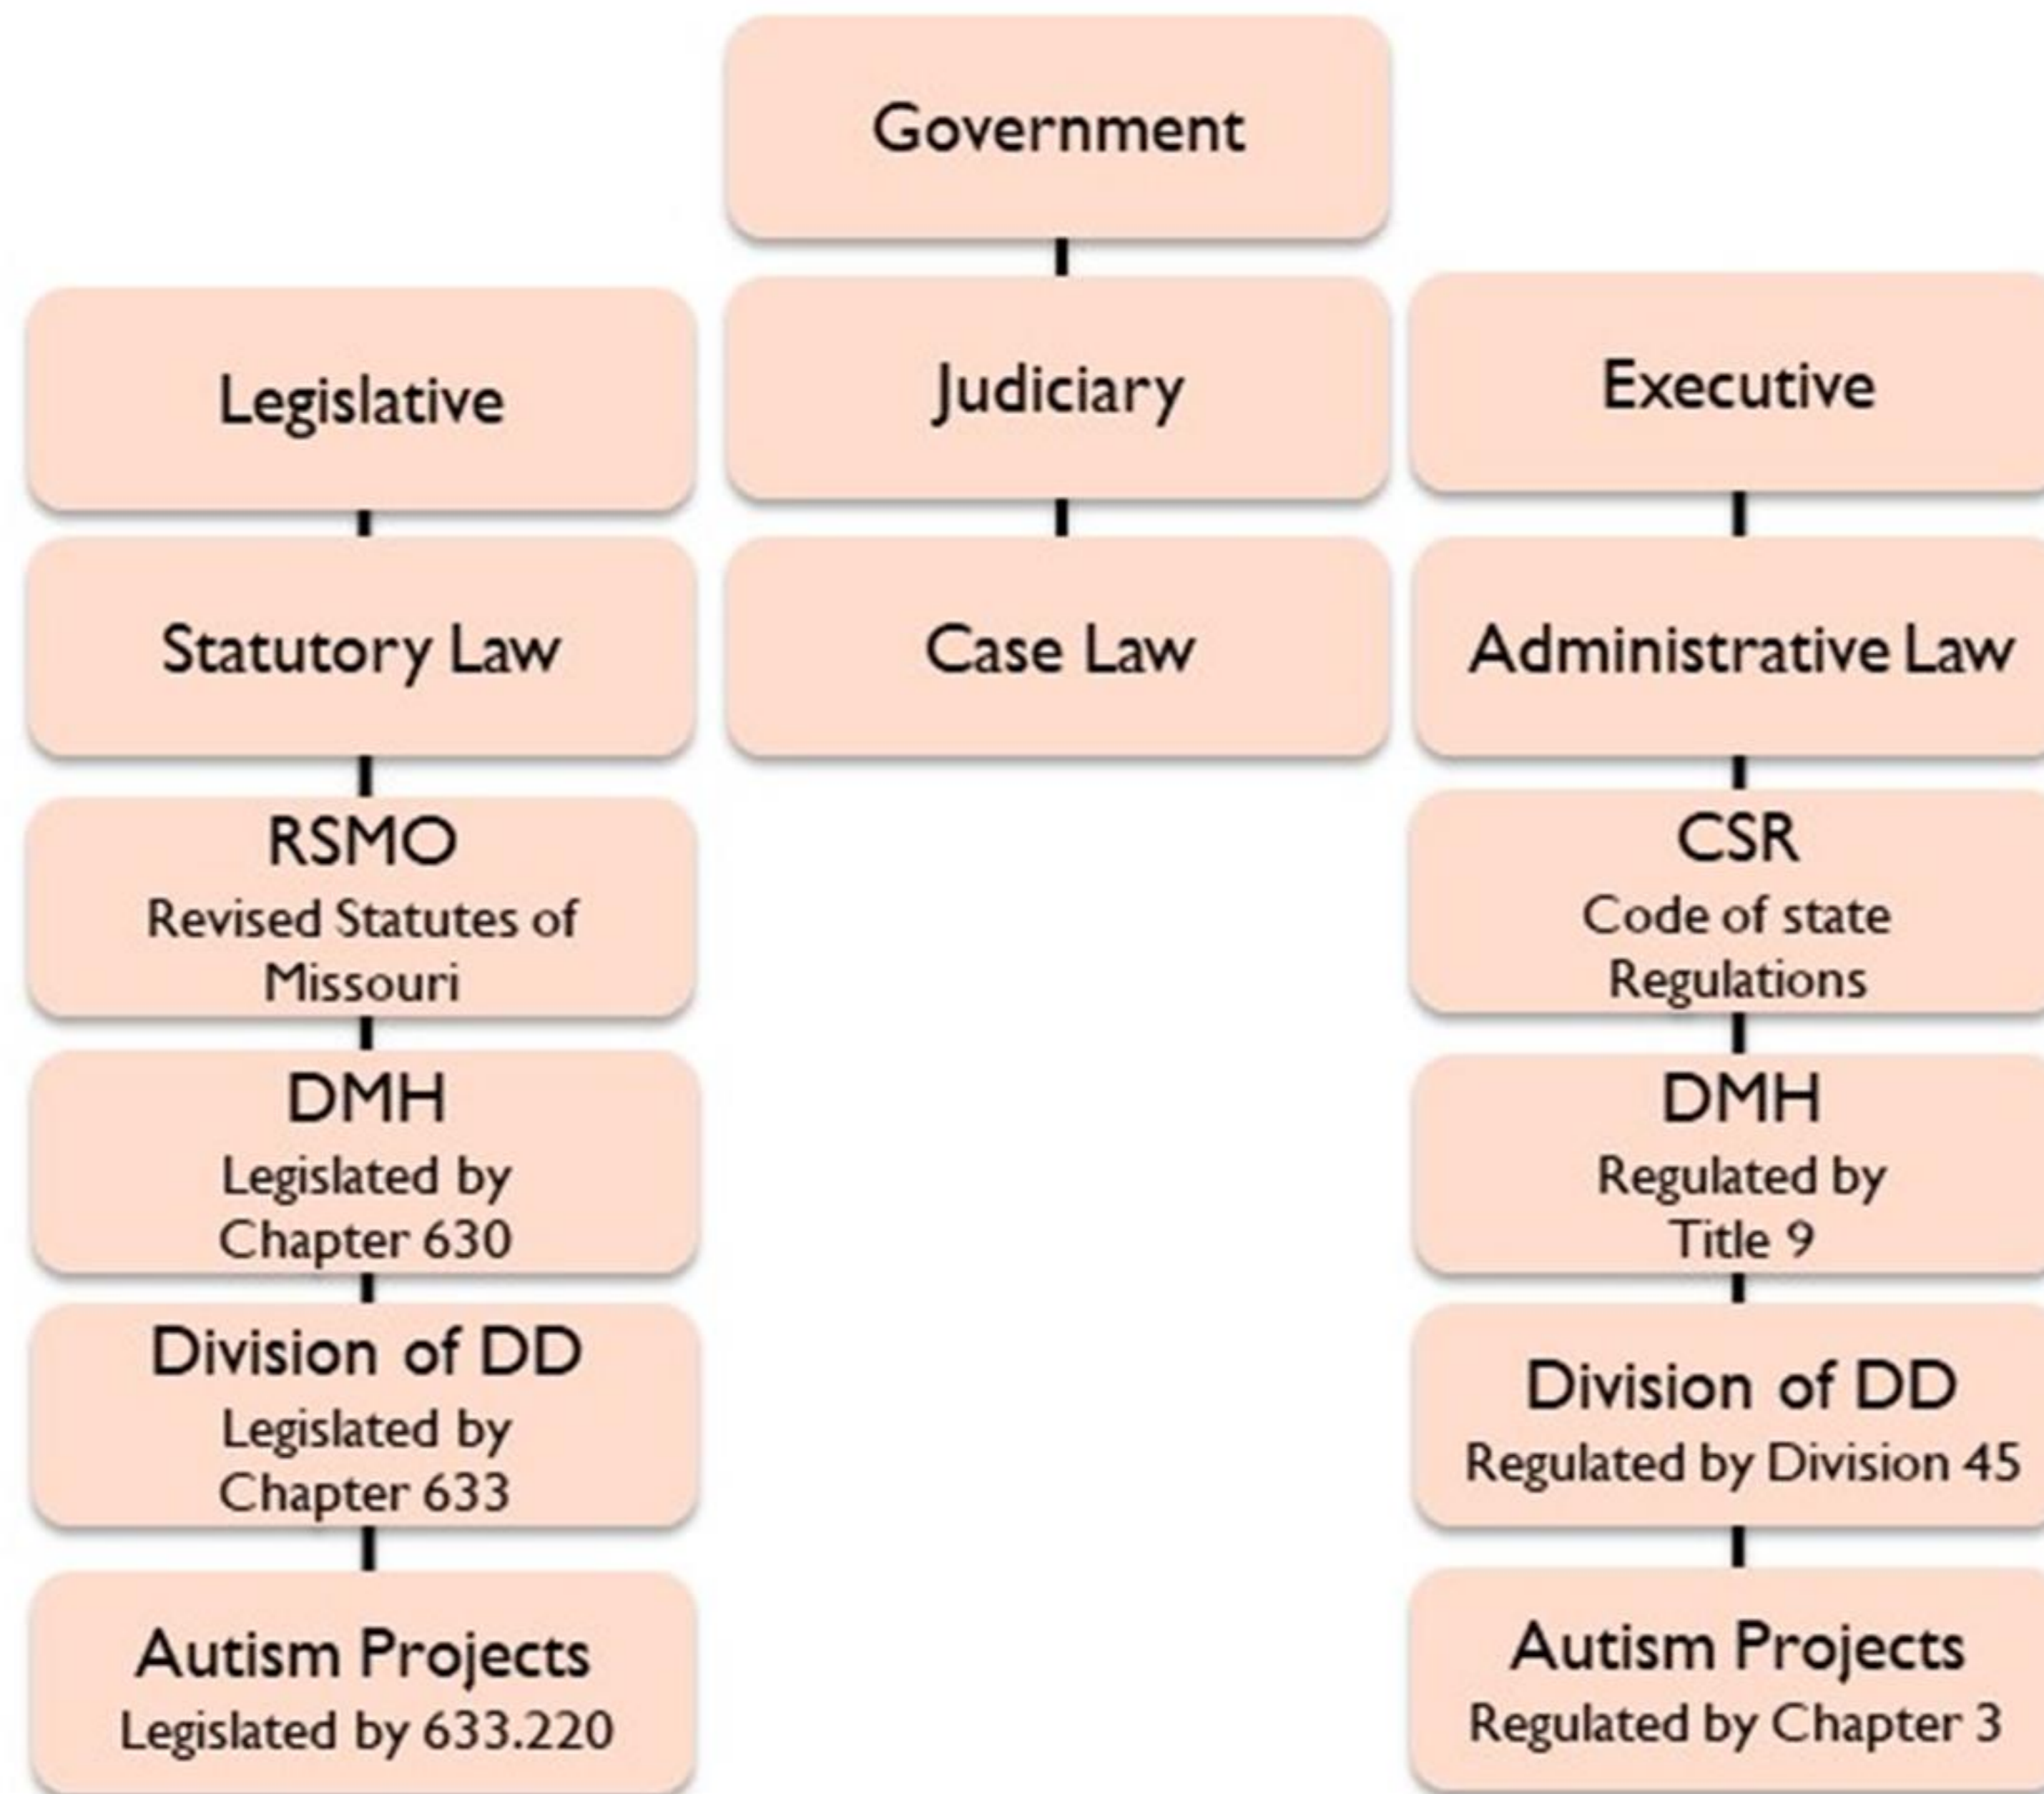 Government
Legislative
Judiciary
Executive
Statutory Law
Case Law
Administrative Law
RSMO
Revised Statutes of
Missouri
CSR
Code of state
Regulations
DMH
Legislated by
Chapter 630
DMH
Regulated by
Title 9
Division of DD
Legislated by
Chapter 633
Division of DD
Regulated by Division 45
Autism Projects
Legislated by 633.220
Autism Projects
Regulated by Chapter 3